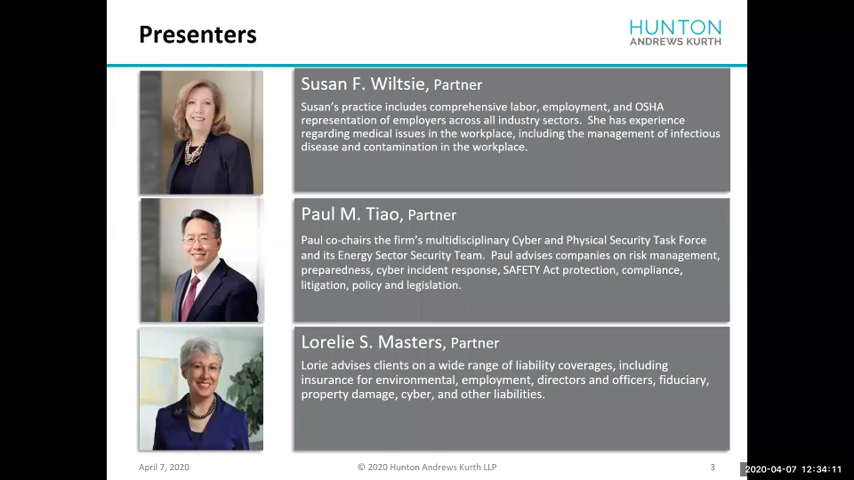 Presenters
HUNTON
ANDREWS KURTH
Susan F. Wiltsie, Partner
Susan's practice includes comprehensive labor, employment, and OSHA
representation of employers across all industry sectors. She has experience
regarding medical issues in the workplace, including the management of infectious
disease and contamination in the workplace.
Paul M. Tiao, Partner
Paul co-chairs the firm's multidisciplinary Cyber and Physical Security Task Force
and its Energy Sector Security Team. Paul advises companies on risk management,
preparedness, cyber incident response, SAFETY Act protection, compliance,
litigation, policy and legislation.
Lorelie S. Masters, Partner
Lorie advises clients on a wide range of liability coverages, including
insurance for environmental, employment, directors and officers, fiduciary,
property damage, cyber, and other liabilities.
April 7, 2020
© 2020 Hunton Andrews Kurth LLP
3
2020-04-07 12:34:11